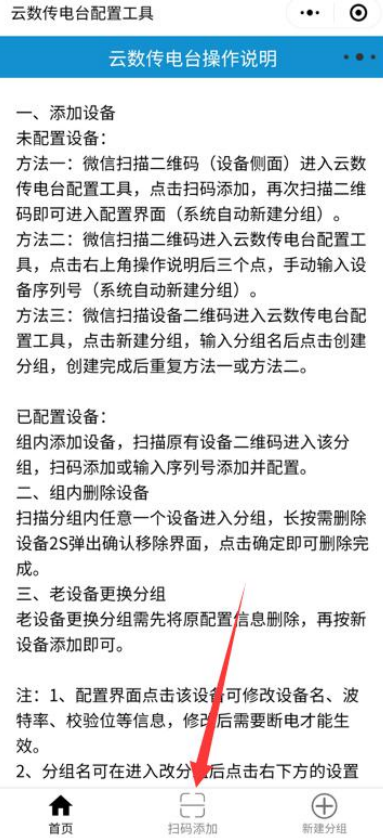 云数传电台配置工具
云数传电台操作说明
一、添加设备
未配置设备：
方法一：微信扫描二维码（设备侧面）进入云数
传电台配置工具，点击扫码添加，再次扫描二维
码即可进入配置界面（系统自动新建分组）。
方法二：微信扫描二维码进入云数传电台配置工
具，点击右上角操作说明后三个点，手动输入设
备序列号（系统自动新建分组）。
方法三：微信扫描设备二维码进入云数传电台配
置工具，点击新建分组，输入分组名后点击创建
分组，创建完成后重复方法一或方法二。
已配置设备：
组内添加设备，扫描原有设备二维码进入该分
组，扫码添加或输入序列号添加并配置。
二、组内删除设备
扫描分组内任意一个设备进入分组，长按需删除
设备2S弹出确认移除界面，点击确定即可删除完
成。
三、老设备更换分组
老设备更换分组需先将原配置信息删除，再按新
设备添加即可。
注：1、配置界面点击该设备可修改设备名、波
特率、校验位等信息，修改后需要断电才能生
效。
2、分组名可在进入改分组后点击右下方的设置
首页
扫码添加
新建分组